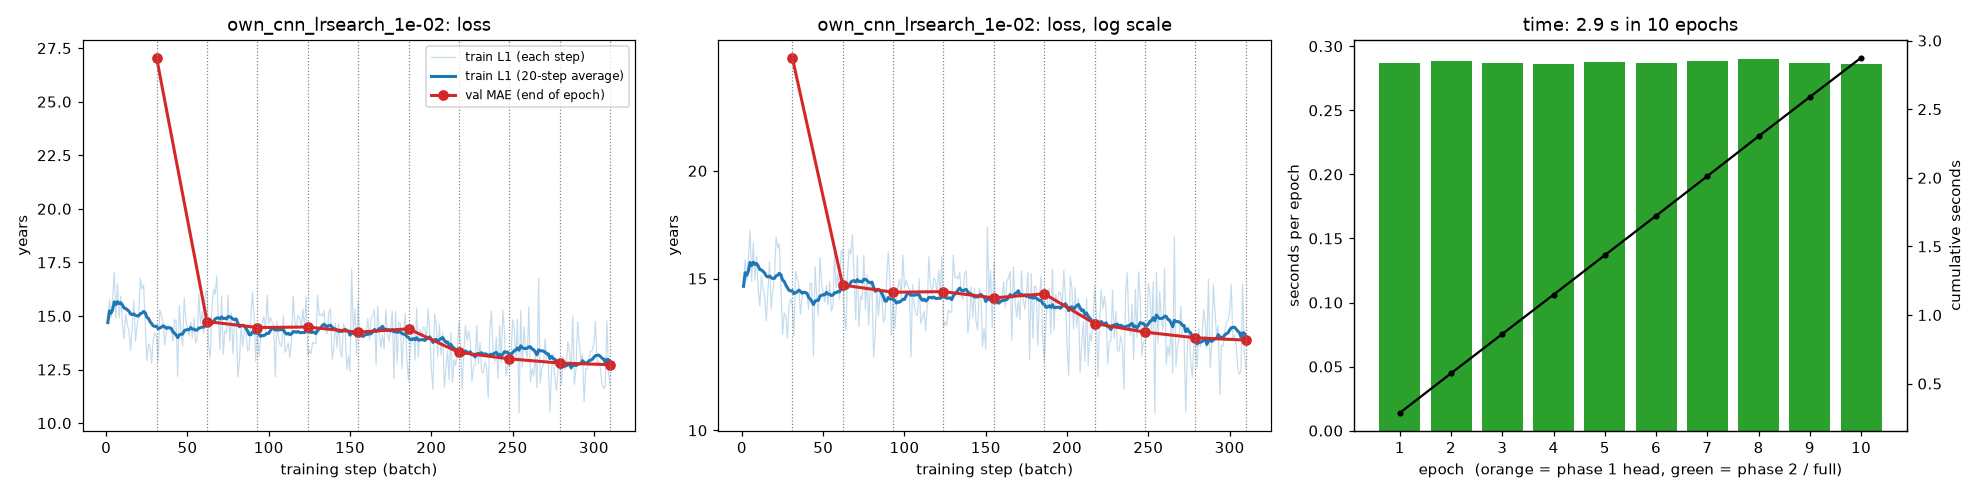 own_cnn_lrsearch_1e-02: loss
27.5
25.0
22.5
20.0
17.5
15.0
12.5
10.0
years
0 50 100 150 200 250 300
training step (batch)
train L1 (each step)
train L1 (20-step average)
val MAE (end of epoch)
own_cnn_lrsearch_1e-02: loss, log scale
20
15
10
years
0 50 100 150 200 250 300
training step (batch)
time: 2.9 s in 10 epochs
0.30
0.25
0.20
0.15
0.10
0.05
0.00
seconds per epoch
1 2 3 4 5 6 7 8 9 10
epoch  (orange = phase 1 head, green = phase 2 / full)
3.0
2.5
2.0
1.5
1.0
0.5
cumulative seconds